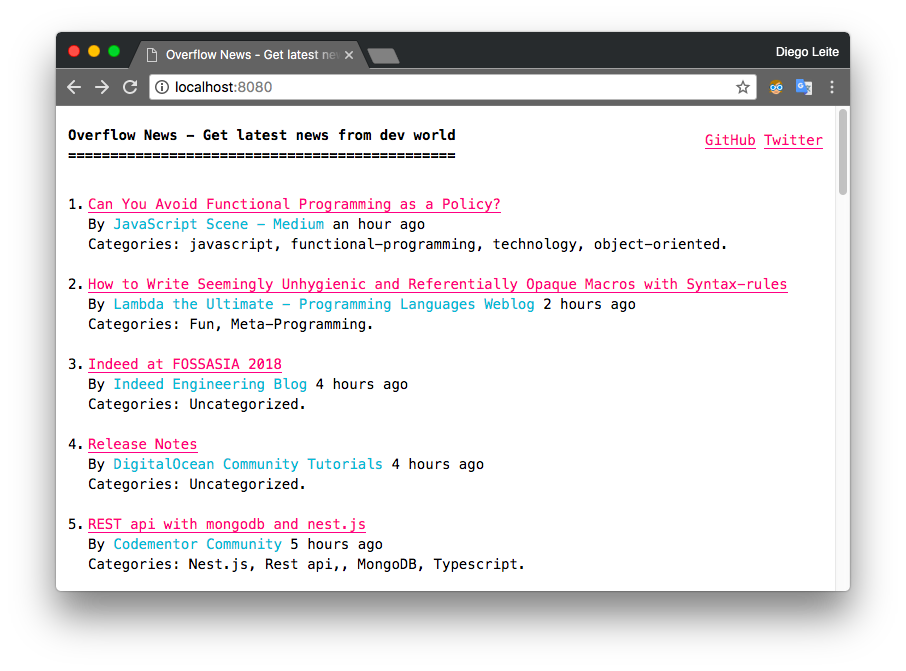 Overflow News - Get latest ne
Diego Leite
localhost:8080
Overflow News - Get latest news from dev world
==============================================
GitHub Twitter
1. Can You Avoid Functional Programming as a Policy?
By JavaScript Scene - Medium an hour ago
Categories: javascript, functional-programming, technology, object-oriented.
2. How to Write Seemingly Unhygienic and Referentially Opaque Macros with Syntax-rules
By Lambda the Ultimate - Programming Languages Weblog 2 hours ago
Categories: Fun, Meta-Programming.
3. Indeed at FOSSASIA 2018
By Indeed Engineering Blog 4 hours ago
Categories: Uncategorized.
4. Release Notes
By DigitalOcean Community Tutorials 4 hours ago
Categories: Uncategorized.
5. REST api with mongodb and nest.js
By Codementor Community 5 hours ago
Categories: Nest.js, Rest api,, MongoDB, Typescript.